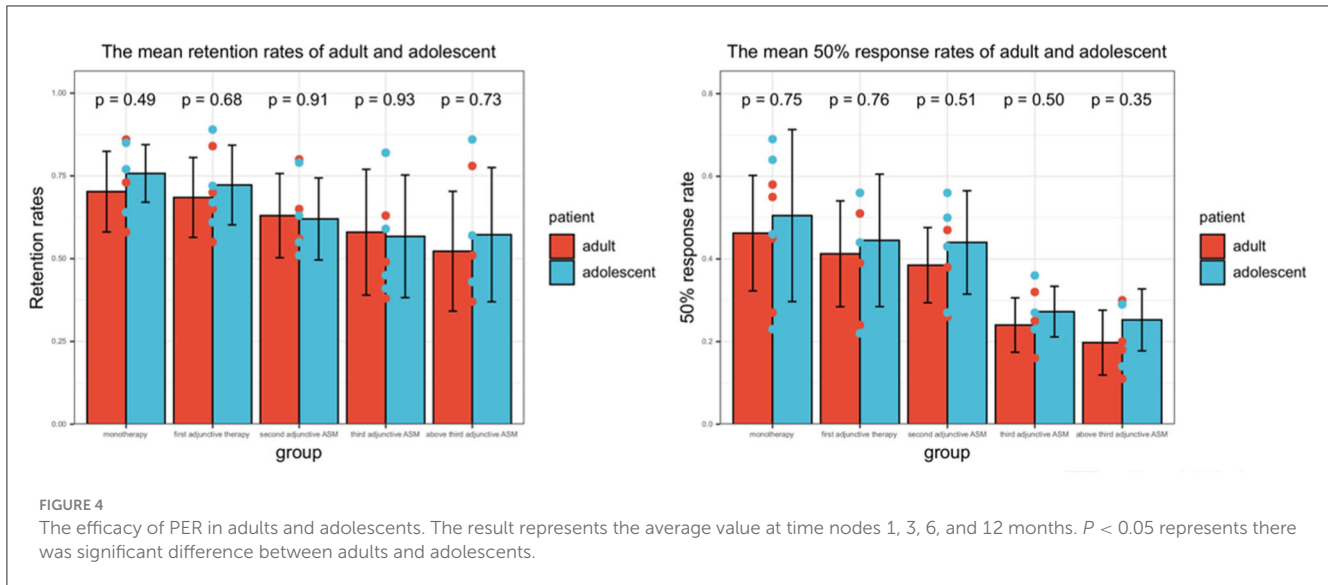 The mean retention rates of adult and adolescent
1.00
0.75
0.50
0.25
0.00
Retention rates
p = 0.49
p = 0.68
p = 0.91
p = 0.93
p = 0.73
monotherapy
first adjunctive therapy
second adjunctive ASM
third adjunctive ASM
above third adjunctive ASM
group
patient
adult
adolescent
The mean 50% response rates of adult and adolescent
0.8
0.6
0.4
0.2
0.0
50% response rate
p = 0.75
p = 0.76
p = 0.51
p = 0.50
p = 0.35
monotherapy
first adjunctive therapy
second adjunctive ASM
third adjunctive ASM
above third adjunctive ASM
group
patient
adult
adolescent
FIGURE 4
The efficacy of PER in adults and adolescents. The result represents the average value at time nodes 1, 3, 6, and 12 months. P < 0.05 represents there
was significant difference between adults and adolescents.